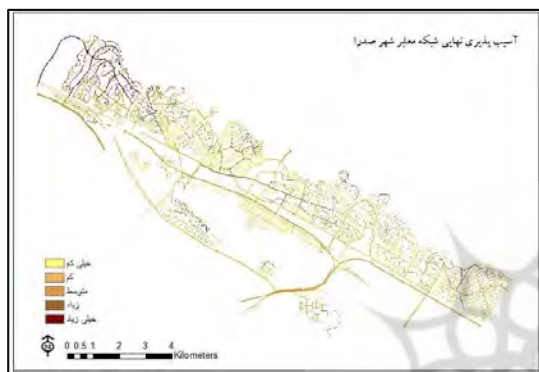 آسیب پذیری نهایی شبکه معابر شهر صدرا
خیلی کم
کم
متوسط
زیاد
خیلی زیاد
0 0.5 1 2 3 4
Kilometers